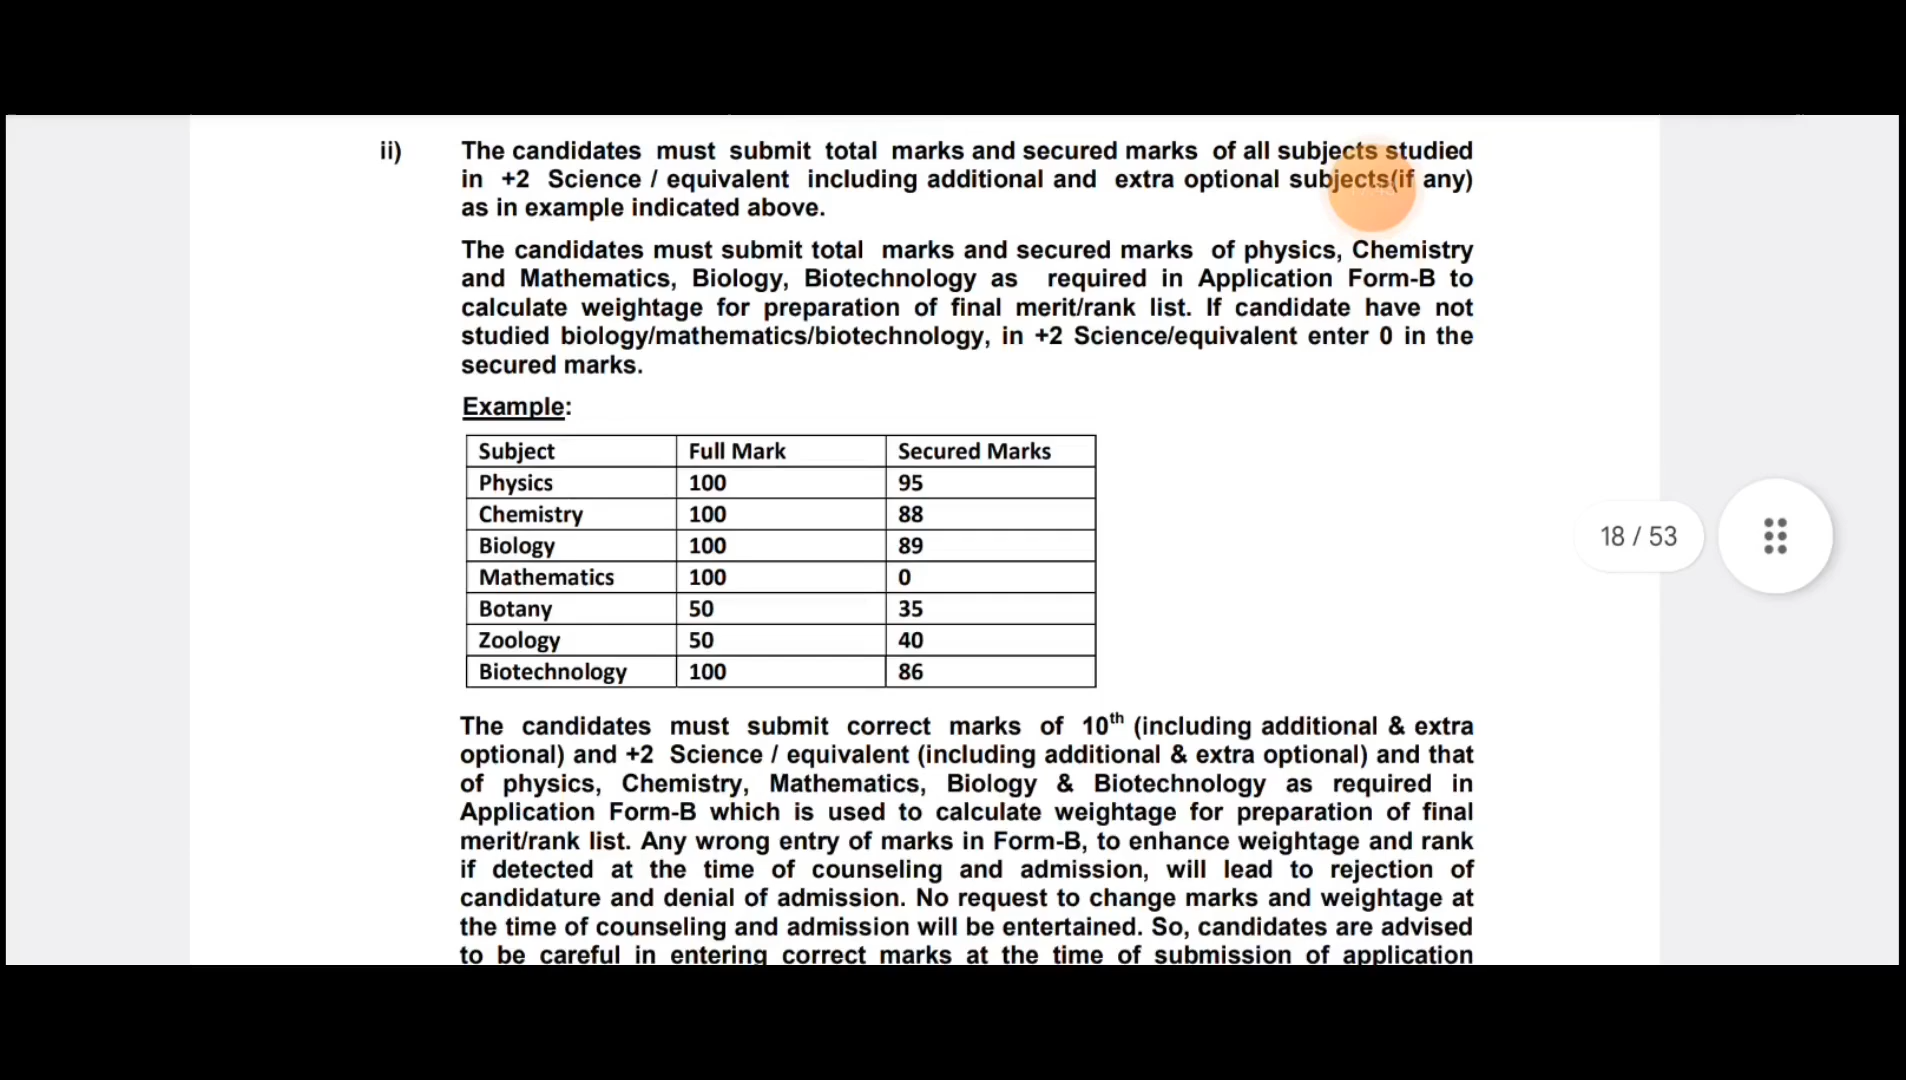 ii) The candidates must submit total marks and secured marks of all subjects studied
in +2 Science / equivalent including additional and extra optional subjects(if any)
as in example indicated above.
The candidates must submit total marks and secured marks of physics, Chemistry
and Mathematics, Biology, Biotechnology as required in Application Form-B to
calculate weightage for preparation of final merit/rank list. If candidate have not
studied biology/mathematics/biotechnology, in +2 Science/equivalent enter 0 in the
secured marks.
Example:
Subject Full Mark Secured Marks
Physics 100 95
Chemistry 100 88
Biology 100 89
Mathematics 100 0
Botany 50 35
Zoology 50 40
Biotechnology 100 86
18 / 53
The candidates must submit correct marks of 10th (including additional & extra
optional) and +2 Science / equivalent (including additional & extra optional) and that
of physics, Chemistry, Mathematics, Biology & Biotechnology as required in
Application Form-B which is used to calculate weightage for preparation of final
merit/rank list. Any wrong entry of marks in Form-B, to enhance weightage and rank
if detected at the time of counseling and admission, will lead to rejection of
candidature and denial of admission. No request to change marks and weightage at
the time of counseling and admission will be entertained. So, candidates are advised
to be careful in entering correct marks at the time of submission of application